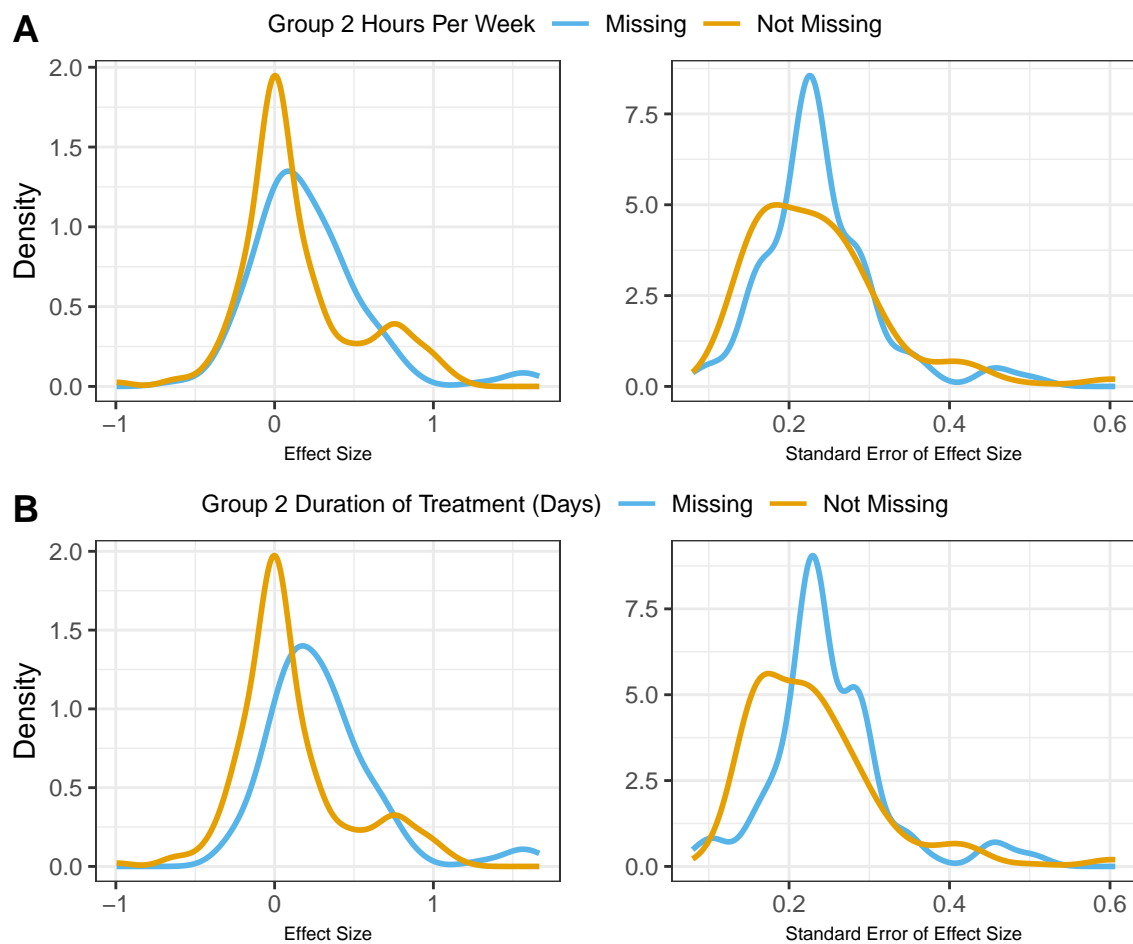 A
Group 2 Hours Per Week Missing Not Missing
Density
2.0
1.5
1.0
0.5
0.0
−1 0 1
Effect Size
7.5
5.0
2.5
0.0
0.2 0.4 0.6
Standard Error of Effect Size
B
Group 2 Duration of Treatment (Days) Missing Not Missing
Density
2.0
1.5
1.0
0.5
0.0
−1 0 1
Effect Size
7.5
5.0
2.5
0.0
0.2 0.4 0.6
Standard Error of Effect Size